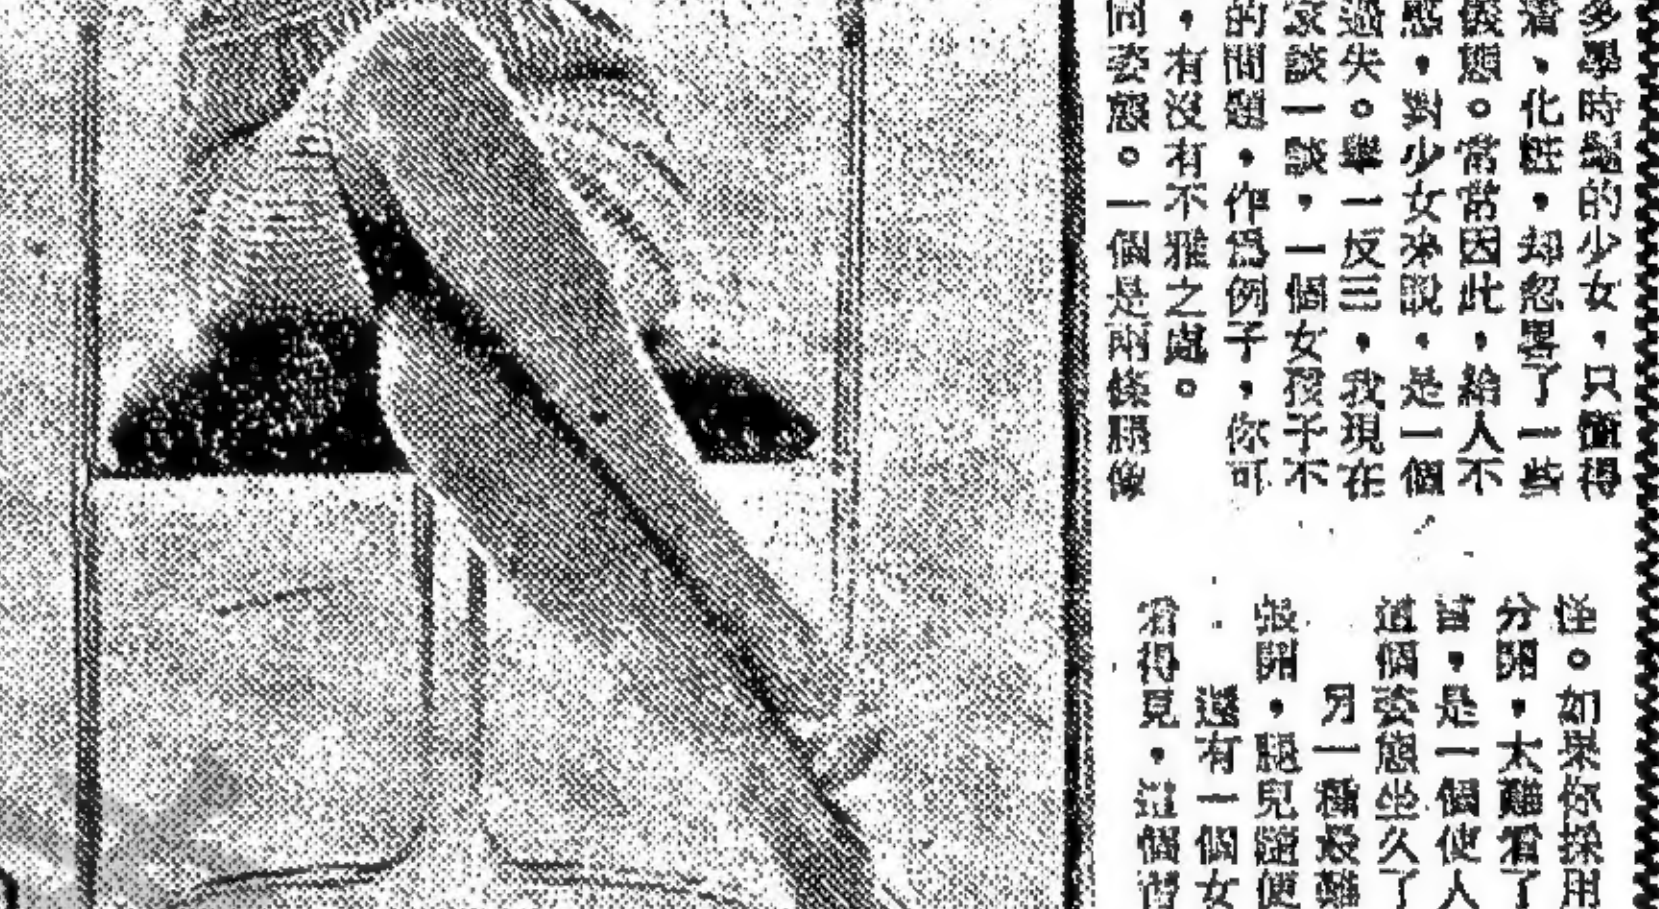 多學時髦的少女，只懂得
着、化粧，却忽畧了一些
儀態。常常因此，給人不
感，對少女來說，是一個
過失。舉一反三，我現在
家談一談，一個女孩子不
的問題，作爲例子，你可
，有沒有不雅之處。
同姿態。一個是兩條腿像
怪。如果你採用
分開，太難看了
是一個使人
這個姿態坐久了
另一種最難
張開，腿兒隨便
還有一個女
看得見，這個